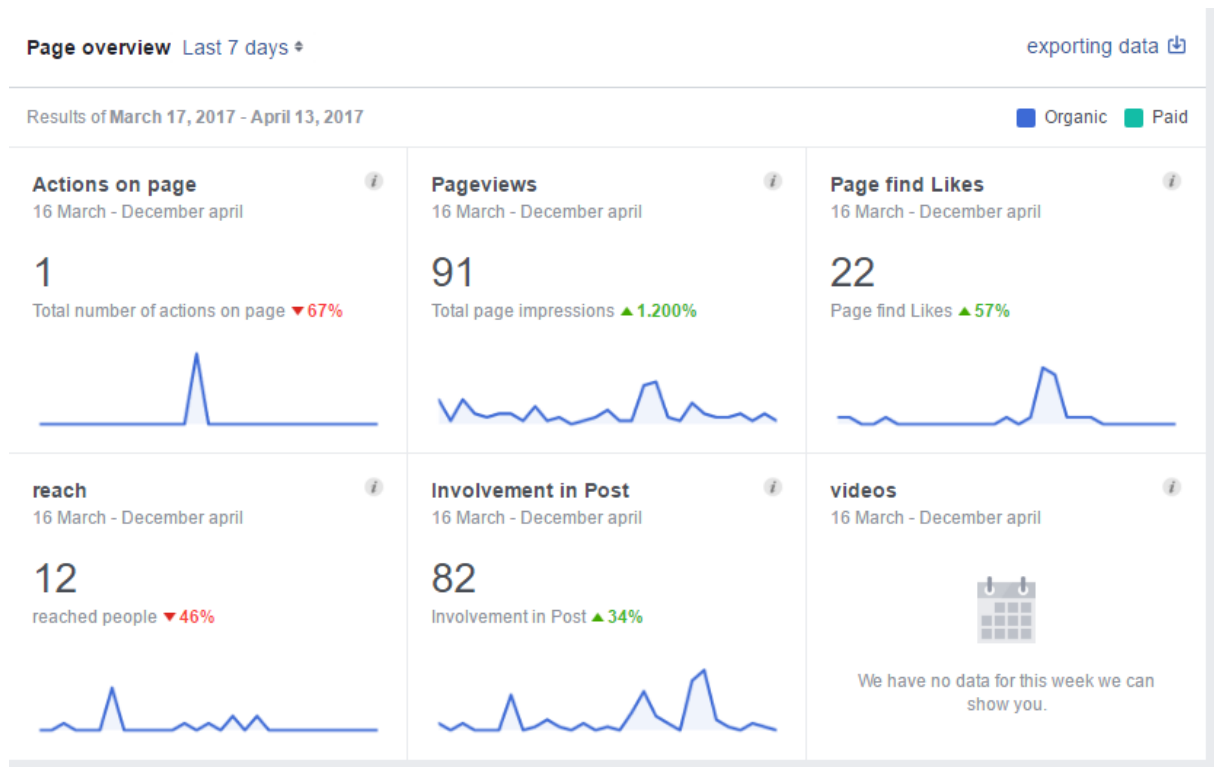 Page overview Last 7 days
exporting data
Results of March 17, 2017 - April 13, 2017
Organic Paid
Actions on page
16 March - December april
1
Total number of actions on page ▼67%
Pageviews
16 March - December april
91
Total page impressions ▲1.200%
Page find Likes
16 March - December april
22
Page find Likes ▲57%
reach
16 March - December april
12
reached people ▼46%
Involvement in Post
16 March - December april
82
Involvement in Post ▲34%
videos
16 March - December april
We have no data for this week we can
show you.